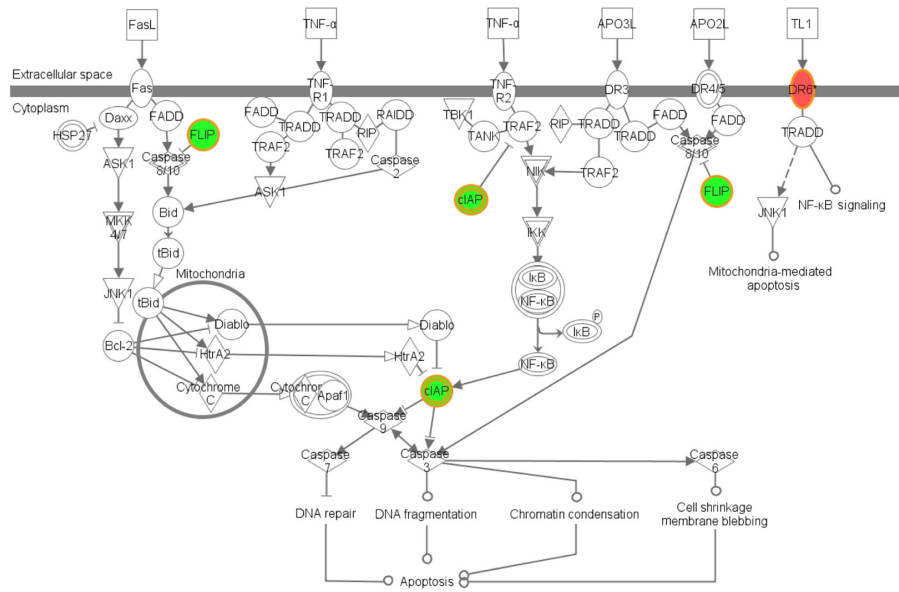 FasL
TNF-α
TNF-α
APO3L
APO2L
TL1
Extracellular space
Cytoplasm
Fas
TNF-
R1
TNF-
R2
DR3
DR4/5
DR6*
Daxx
FADD
HSP27
FLIP
FADD
TRADD
TRADD
RIP
RAIDD
TRAF2
TRAF2
TBK1
TANK
TRAF2
RIP
TRADD
TRADD
FADD
FADD
TRADD
ASK1
Caspase
8/10
Caspase
2
ASK1
cIAP
NIK
TRAF2
Caspase
8/10
FLIP
JNK1
NF-κB signaling
MKK
4/7
Bid
IKK
tBid
Mitochondria
IκB
NF-κB
Mitochondria-mediated
apoptosis
JNK1
tBid
Diablo
Diablo
P
IκB
Bcl-2
HtrA2
HtrA2
NF-κB
Cytochrome
C
Cytochror
C
Apaf1
cIAP
Caspase
9
Caspase
7
Caspase
3
Caspase
6
DNA repair
DNA fragmentation
Chromatin condensation
Cell shrinkage
membrane blebbing
Apoptosis